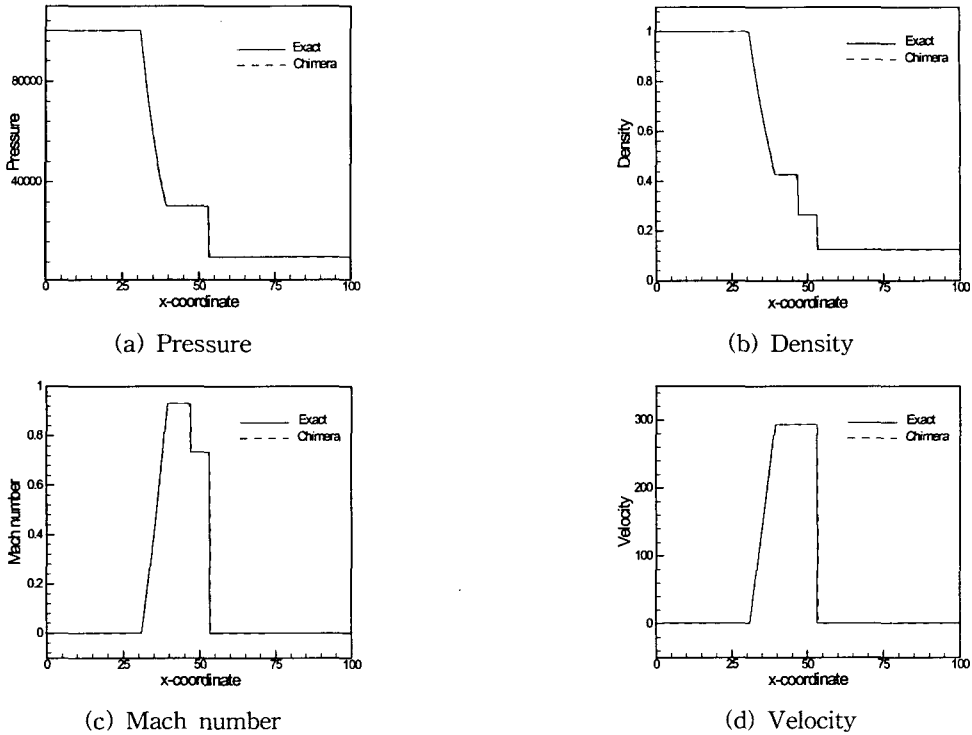 Exact
Chimera
80000
40000
Pressure
0
25
50
75
100
x-coordinate
(a) Pressure
Exact
Chimera
1
0.8
0.6
0.4
0.2
0
Density
0
25
50
75
100
x-coordinate
(b) Density
Exact
Chimera
1
0.8
0.6
0.4
0.2
0
Mach number
0
25
50
75
100
x-coordinate
(c) Mach number
Exact
Chimera
300
200
100
0
Velocity
0
25
50
75
100
x-coordinate
(d) Velocity